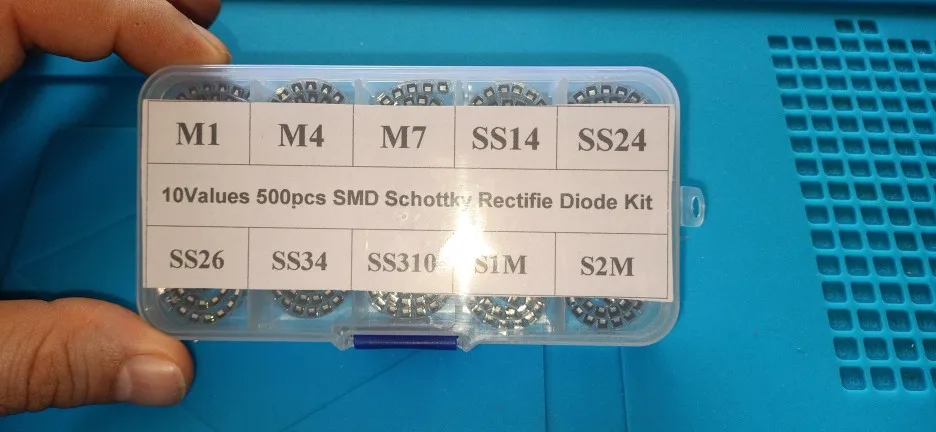 M1 M4 M7 SS14 SS24
10Values 500pcs SMD Schottky Rectifie Diode Kit
SS26 SS34 SS310 S1M S2M